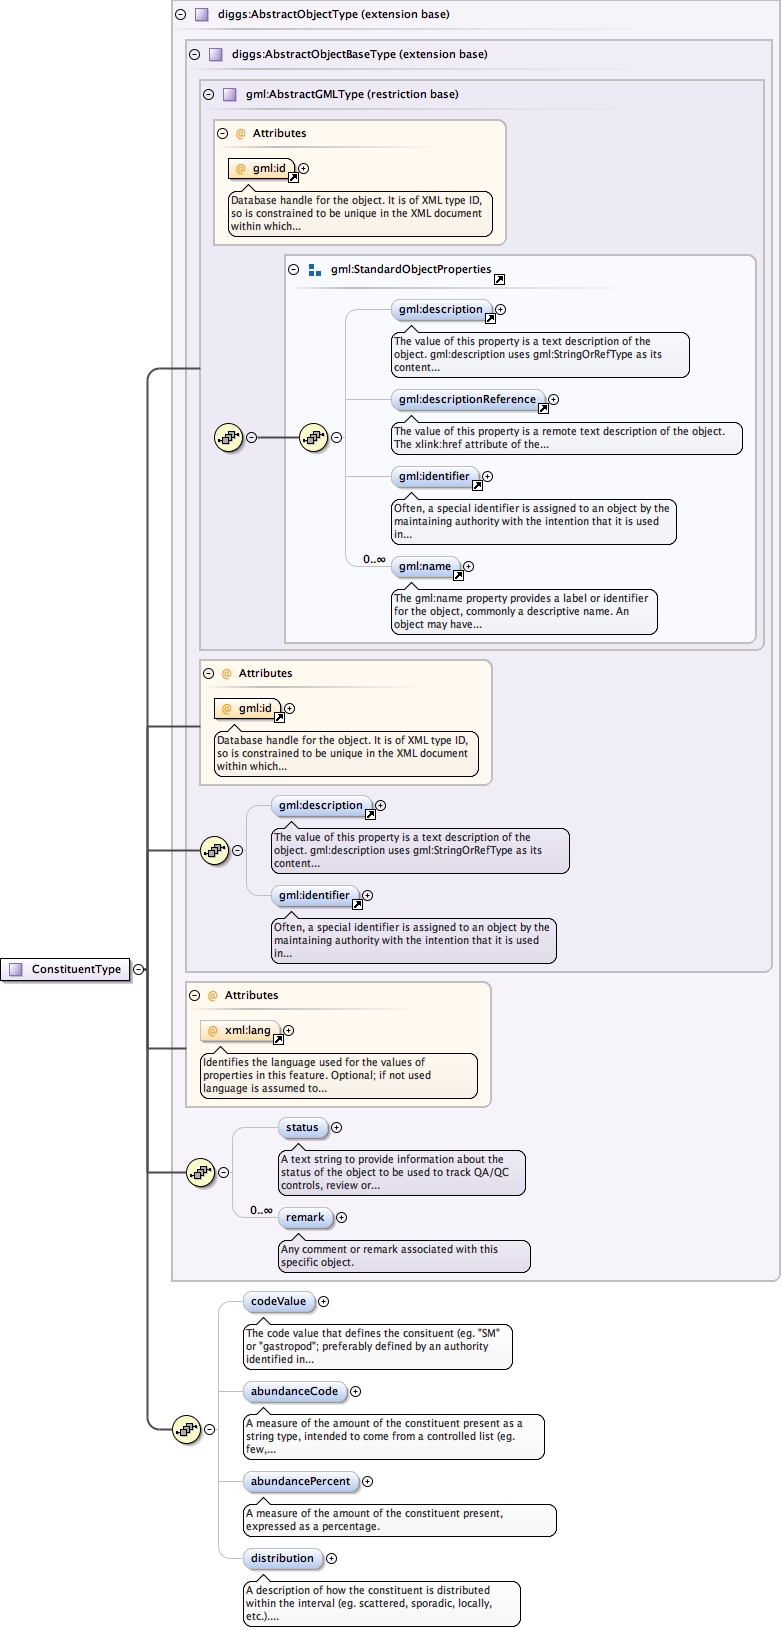 diggs:AbstractObjectType (extension base)
diggs:AbstractObjectBaseType (extension base)
gml:AbstractGMLType (restriction base)
@ Attributes
@ gml:id
Database handle for the object. It is of XML type ID,
so is constrained to be unique in the XML document
within which...
gml:StandardObjectProperties
gml:description
The value of this property is a text description of the
object. gml:description uses gml:StringOrRefType as its
content...
gml:descriptionReference
The value of this property is a remote text description of the object.
The xlink:href attribute of the...
gml:identifier
Often, a special identifier is assigned to an object by the
maintaining authority with the intention that it is used
in...
0..∞
gml:name
The gml:name property provides a label or identifier
for the object, commonly a descriptive name. An
object may have...
@ Attributes
@ gml:id
Database handle for the object. It is of XML type ID,
so is constrained to be unique in the XML document
within which...
gml:description
The value of this property is a text description of the
object. gml:description uses gml:StringOrRefType as its
content...
gml:identifier
Often, a special identifier is assigned to an object by the
maintaining authority with the intention that it is used
in...
ConstituentType
@ Attributes
@ xml:lang
Identifies the language used for the values of
properties in this feature. Optional; if not used
language is assumed to...
status
A text string to provide information about the
status of the object to be used to track QA/QC
controls, review or...
0..∞
remark
Any comment or remark associated with this
specific object.
codeValue
The code value that defines the consituent (eg. "SM"
or "gastropod"; preferably defined by an authority
identified in...
abundanceCode
A measure of the amount of the constituent present as a
string type, intended to come from a controlled list (eg.
few,...
abundancePercent
A measure of the amount of the constituent present,
expressed as a percentage.
distribution
A description of how the constituent is distributed
within the interval (eg. scattered, sporadic, locally,
etc.)....